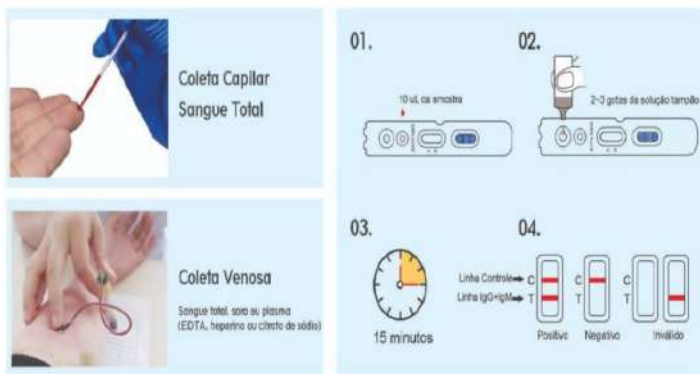 Coleta Capilar
Sangue Total
Coleta Venosa
Sangue total, soro ou plasma
(EDTA, heparina ou citrato de sódio)
01.
10 uL da amostra
02.
2-3 gotas da solução tampão
03.
15 minutos
04.
Linha Controle
Linha IgG+IgM
C
T
C
T
C
T
Positivo
Negativo
Inválido